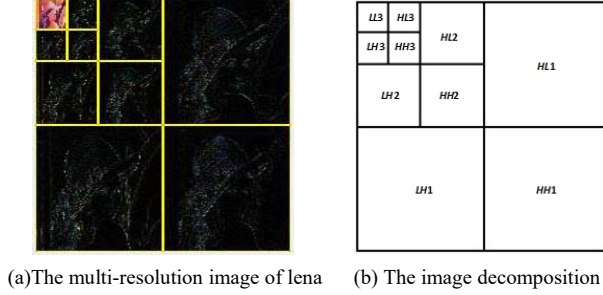 LL3 HL3
HL2
LH3 HH3
HL1
LH2 HH2
LH1 HH1
(a)The multi-resolution image of lena (b) The image decomposition